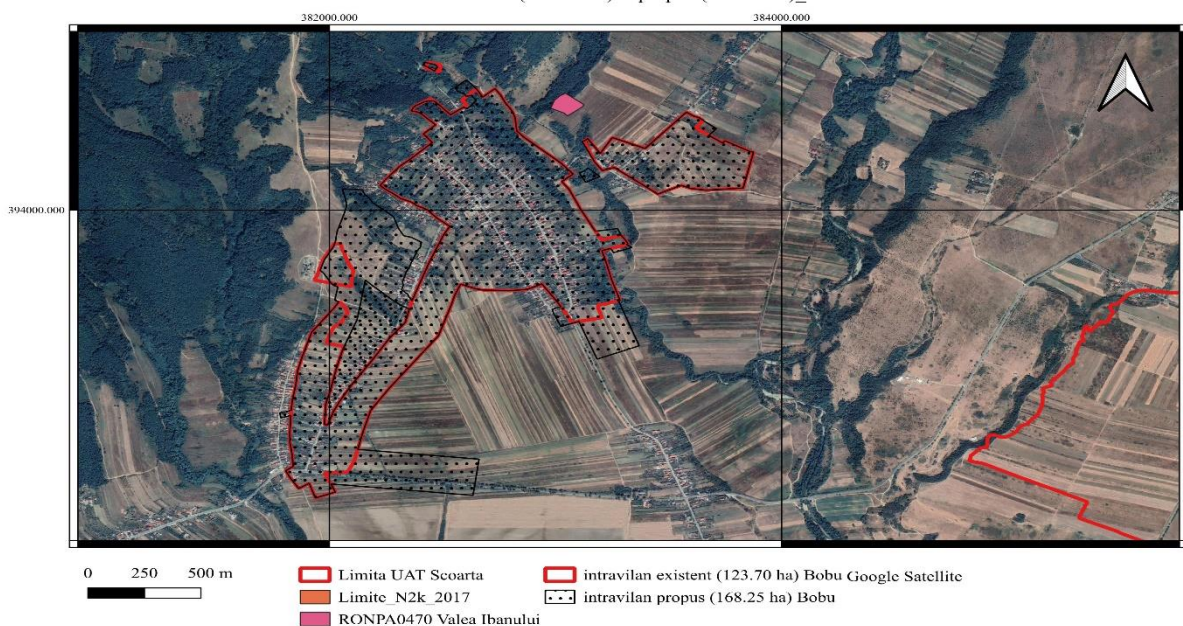 382000.000 384000.000
394000.000
0 250 500 m
Limita UAT Scoarta
Limite_N2k_2017
RONPA0470 Valea Ibanului
intravilan existent (123.70 ha) Bobu Google Satellite
intravilan propus (168.25 ha) Bobu